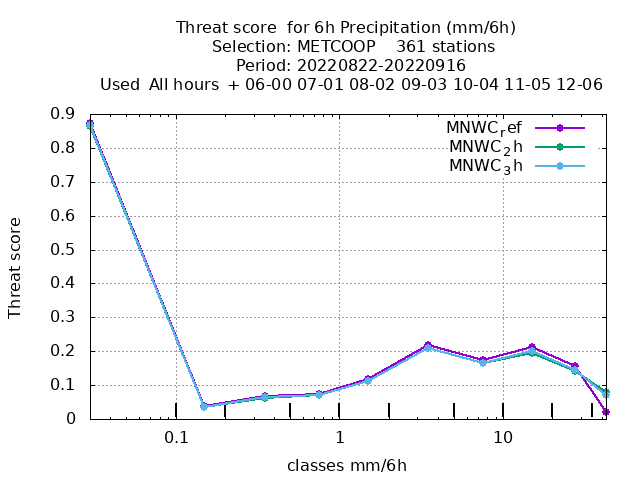 Threat score  for 6h Precipitation (mm/6h)
Selection: METCOOP    361 stations
Period: 20220822-20220916
Used  All hours  + 06-00 07-01 08-02 09-03 10-04 11-05 12-06
MNWCref
MNWC2h
MNWC3h
0.9
0.8
0.7
0.6
0.5
0.4
0.3
0.2
0.1
0
Threat score
0.1 1 10
classes mm/6h